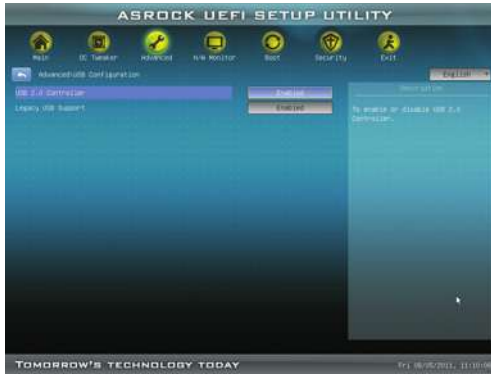 ASROCK UEFI SETUP UTILITY
Main
OC Tweaker
Advanced
H/W Monitor
Boot
Security
Exit
Advanced\USB Configuration
English
USB 2.0 Controller
Enabled
Description
Legacy USB Support
Enabled
To enable or disable USB 2.0
Controller.
TOMORROW'S TECHNOLOGY TODAY
Fri